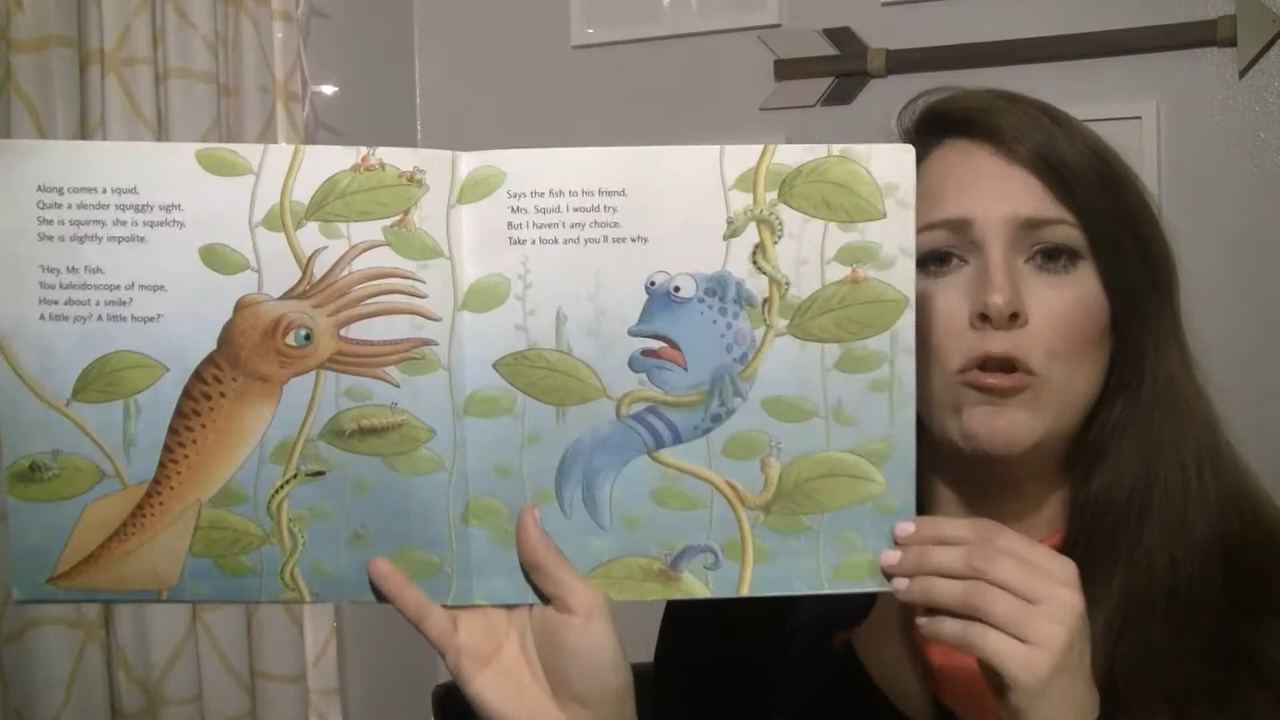 Along comes a squid,
Quite a slender squiggly sight.
She is squirmy, she is squelchy,
She is slightly impolite.
"Hey, Mr. Fish,
You kaleidoscope of mope,
How about a smile?
A little joy? A little hope?"
Says the fish to his friend,
"Mrs. Squid, I would try,
But I haven't any choice.
Take a look and you'll see why.